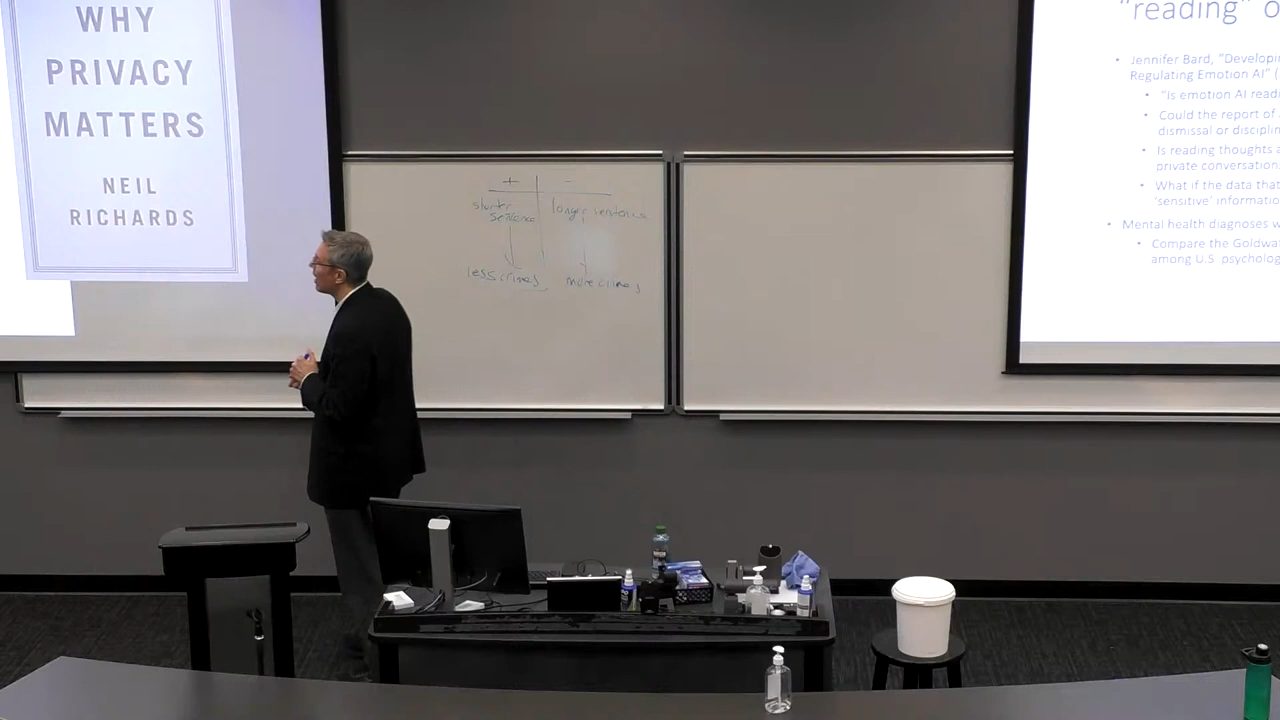 WHY
PRIVACY
MATTERS
NEIL
RICHARDS
+ -
shorter longer sentence
sentence
less crimes more crimes
"reading" o
Jennifer Bard, "Developi
Regulating Emotion AI" (
"Is emotion AI readi
Could the report of a
dismissal or disciplin
Is reading thoughts a
private conversation
What if the data that
'sensitive' informatio
Mental health diagnoses w
Compare the Goldwat
among U.S. psycholog